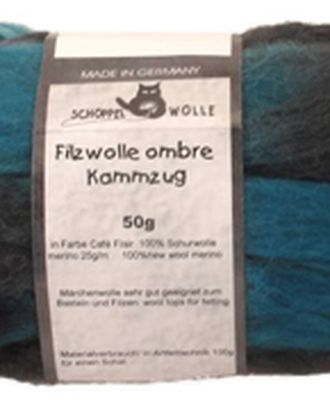 MADE IN GERMANY
SCHOPPEL WOLLE
Filzwolle ombre
Kammzug
50g
in Farbe Café Fixir 100% Schurwolle
merino 25g/m 100%new wool merino
Märchenwolle sehr gut geeignet zum
Basteln und Filzen wool tops for felting
Materialverbrauch: in Antertechnik 100g
für einen Schal